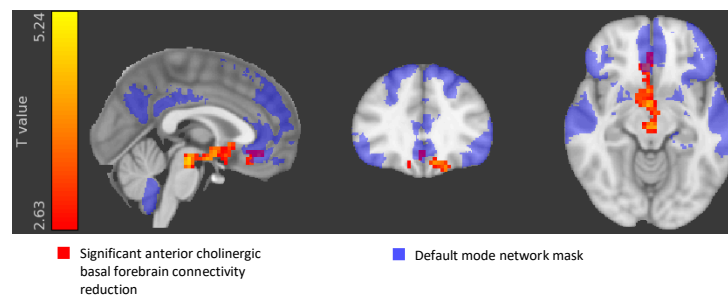 5.24
T value
2.63
Significant anterior cholinergic
basal forebrain connectivity
reduction
Default mode network mask